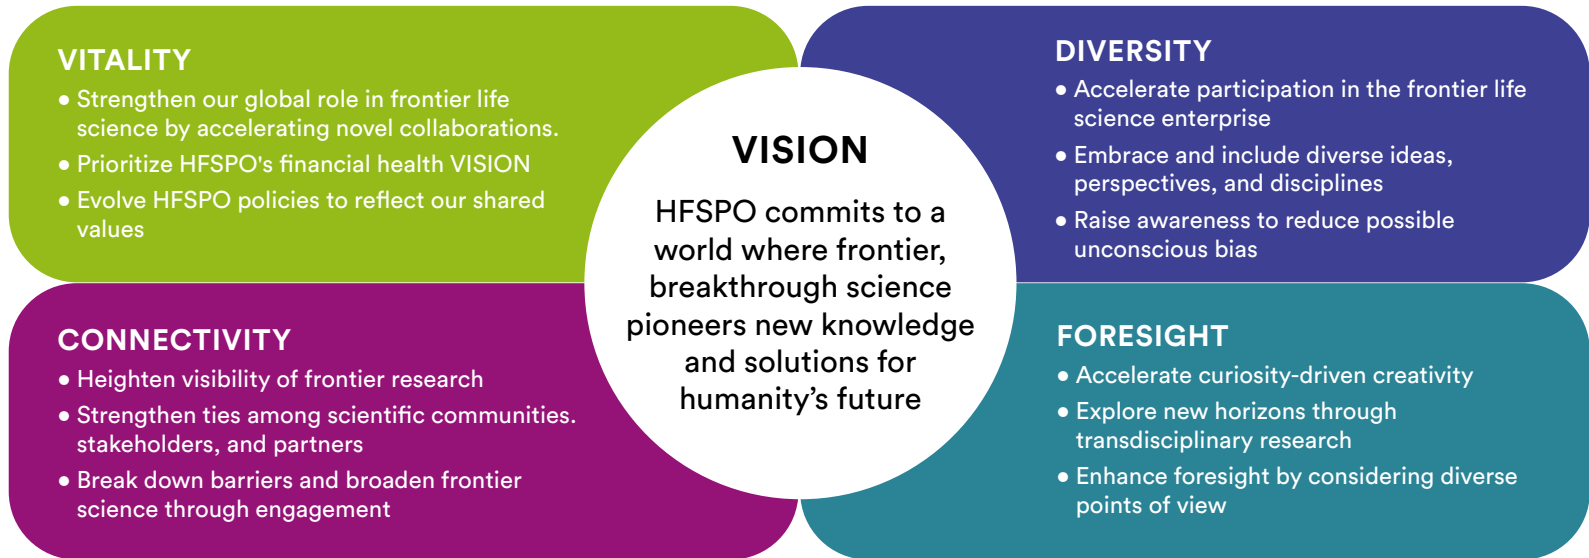 VITALITY
• Strengthen our global role in frontier life
science by accelerating novel collaborations.
• Prioritize HFSPO's financial health VISION
• Evolve HFSPO policies to reflect our shared
values
DIVERSITY
• Accelerate participation in the frontier life
science enterprise
• Embrace and include diverse ideas,
perspectives, and disciplines
• Raise awareness to reduce possible
unconscious bias
VISION
HFSPO commits to a
world where frontier,
breakthrough science
pioneers new knowledge
and solutions for
humanity’s future
CONNECTIVITY
• Heighten visibility of frontier research
• Strengthen ties among scientific communities.
stakeholders, and partners
• Break down barriers and broaden frontier
science through engagement
FORESIGHT
• Accelerate curiosity-driven creativity
• Explore new horizons through
transdisciplinary research
• Enhance foresight by considering diverse
points of view